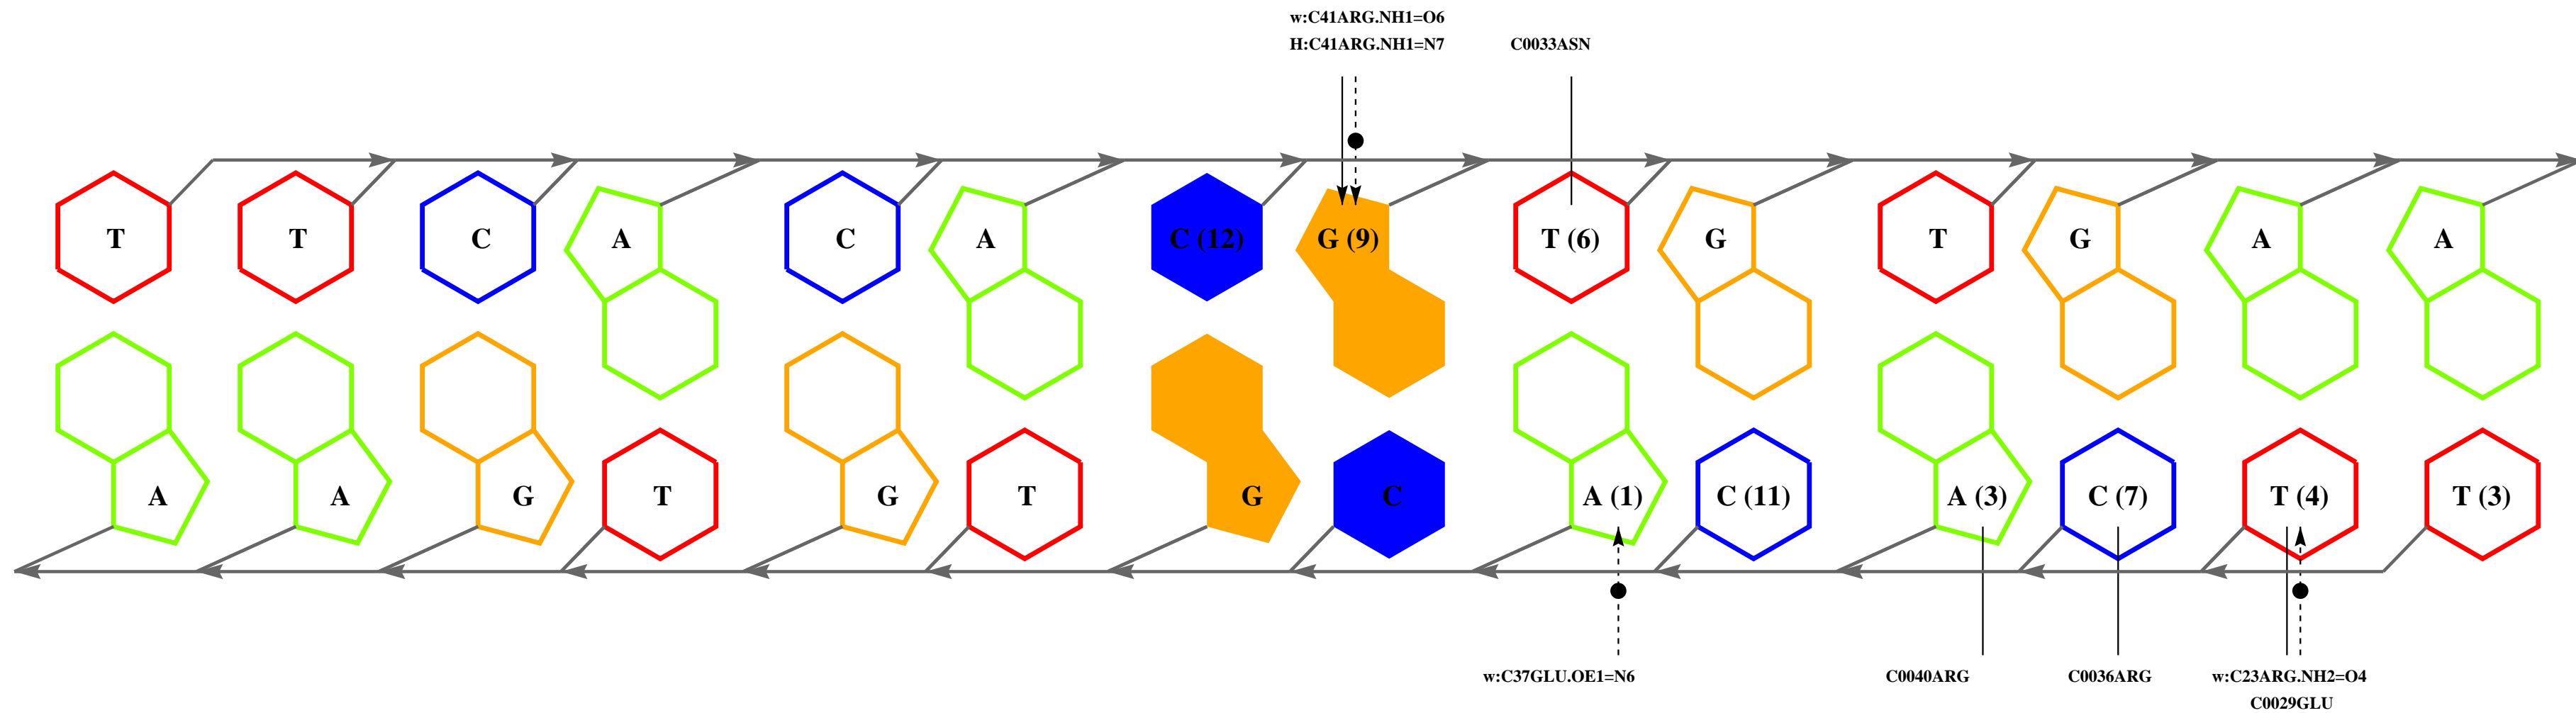 w:C41ARG.NH1=O6
H:C41ARG.NH1=N7 C0033ASN
T T C A C A C (12) G (9) T (6) G T G A A
A A G T G T G C A (1) C (11) A (3) C (7) T (4) T (3)
w:C37GLU.OE1=N6 C0040ARG C0036ARG w:C23ARG.NH2=O4
C0029GLU